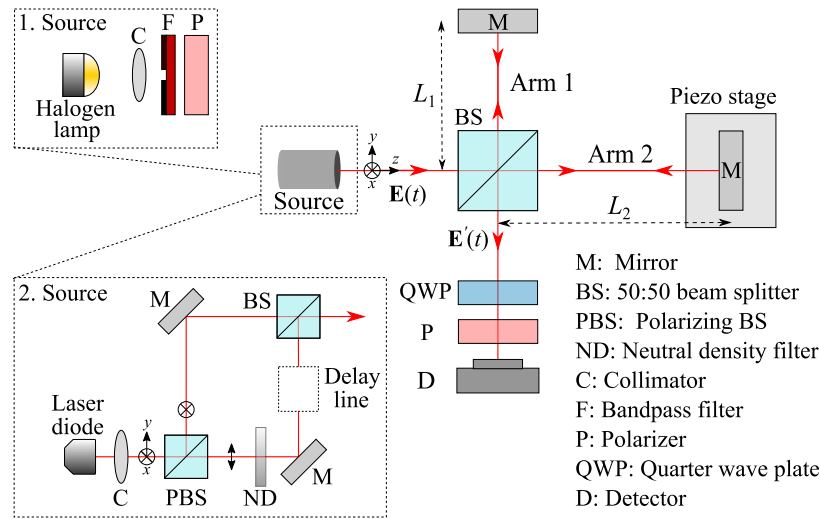 1. Source
C
F
P
Halogen
lamp
M
L1
Arm 1
BS
Piezo stage
M
Arm 2
L2
y
z
x
Source
E(t)
E′(t)
QWP
P
D
M: Mirror
BS: 50:50 beam splitter
PBS: Polarizing BS
ND: Neutral density filter
C: Collimator
F: Bandpass filter
P: Polarizer
QWP: Quarter wave plate
D: Detector
2. Source
M
BS
Delay
line
Laser
diode
y
x
C
PBS
ND
M